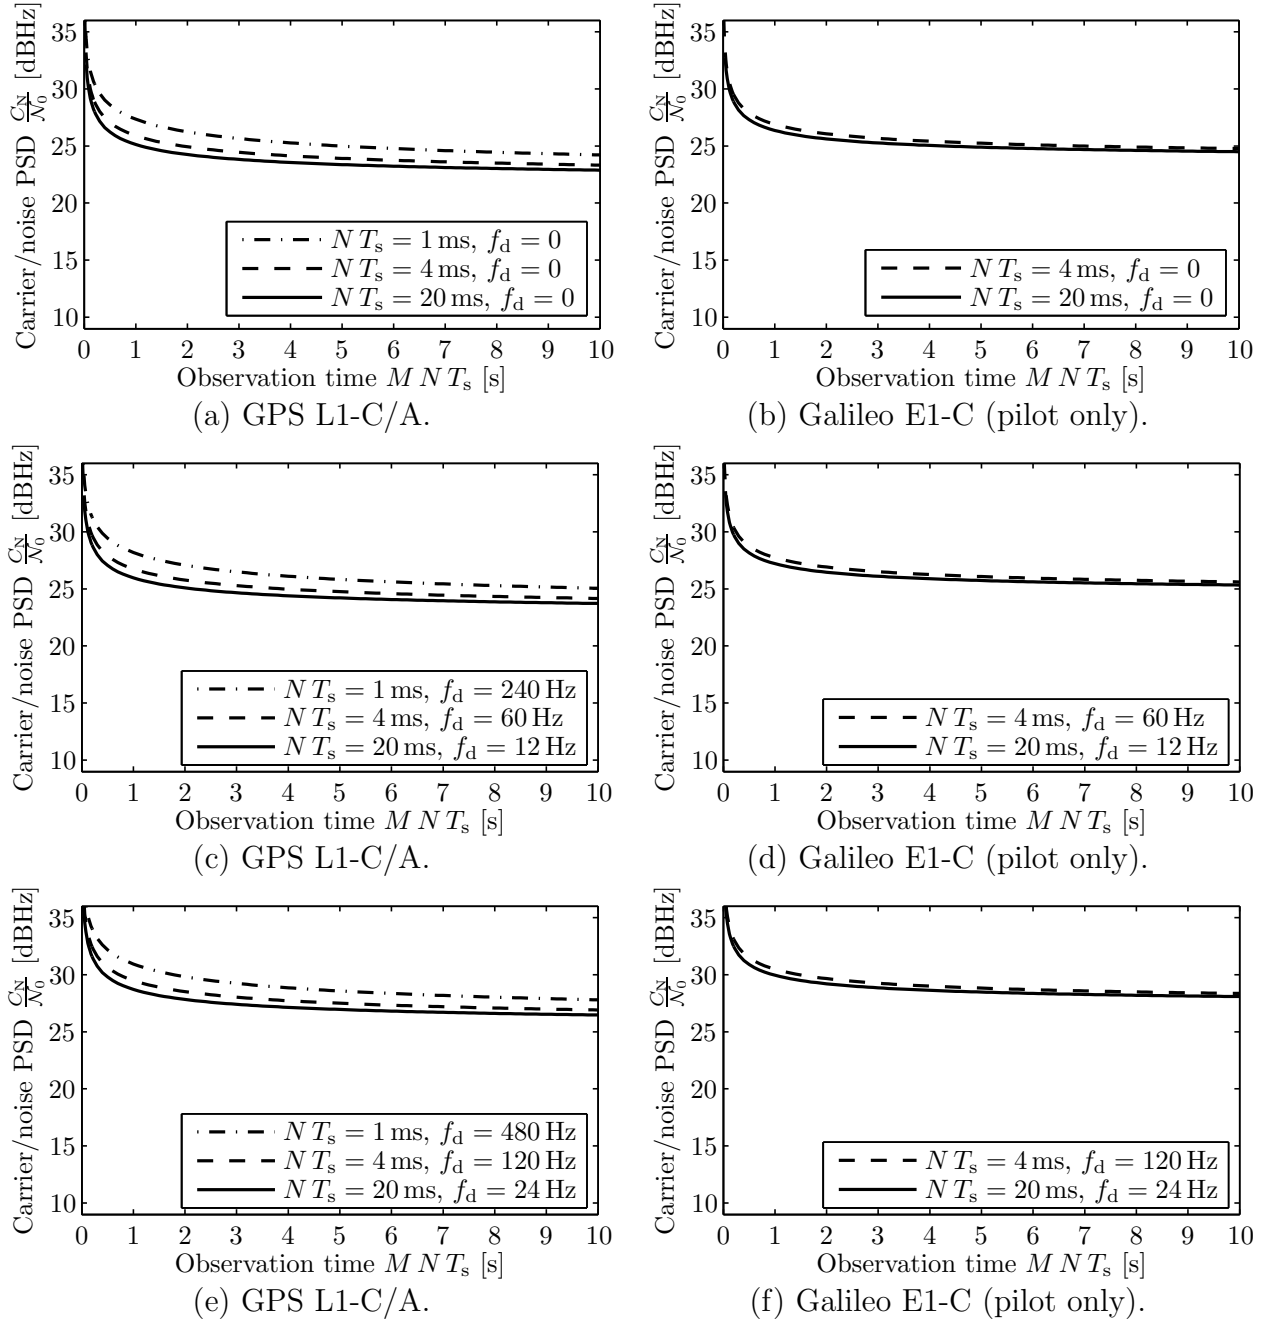 Carrier/noise PSD C_N/N_0 [dBHz]
35
30
25
20
15
10
N T_s = 1 ms, f_d = 0
N T_s = 4 ms, f_d = 0
N T_s = 20 ms, f_d = 0
0 1 2 3 4 5 6 7 8 9 10
Observation time M N T_s [s]
(a) GPS L1-C/A.
Carrier/noise PSD C_N/N_0 [dBHz]
35
30
25
20
15
10
N T_s = 4 ms, f_d = 0
N T_s = 20 ms, f_d = 0
0 1 2 3 4 5 6 7 8 9 10
Observation time M N T_s [s]
(b) Galileo E1-C (pilot only).
Carrier/noise PSD C_N/N_0 [dBHz]
35
30
25
20
15
10
N T_s = 1 ms, f_d = 240 Hz
N T_s = 4 ms, f_d = 60 Hz
N T_s = 20 ms, f_d = 12 Hz
0 1 2 3 4 5 6 7 8 9 10
Observation time M N T_s [s]
(c) GPS L1-C/A.
Carrier/noise PSD C_N/N_0 [dBHz]
35
30
25
20
15
10
N T_s = 4 ms, f_d = 60 Hz
N T_s = 20 ms, f_d = 12 Hz
0 1 2 3 4 5 6 7 8 9 10
Observation time M N T_s [s]
(d) Galileo E1-C (pilot only).
Carrier/noise PSD C_N/N_0 [dBHz]
35
30
25
20
15
10
N T_s = 1 ms, f_d = 480 Hz
N T_s = 4 ms, f_d = 120 Hz
N T_s = 20 ms, f_d = 24 Hz
0 1 2 3 4 5 6 7 8 9 10
Observation time M N T_s [s]
(e) GPS L1-C/A.
Carrier/noise PSD C_N/N_0 [dBHz]
35
30
25
20
15
10
N T_s = 4 ms, f_d = 120 Hz
N T_s = 20 ms, f_d = 24 Hz
0 1 2 3 4 5 6 7 8 9 10
Observation time M N T_s [s]
(f) Galileo E1-C (pilot only).